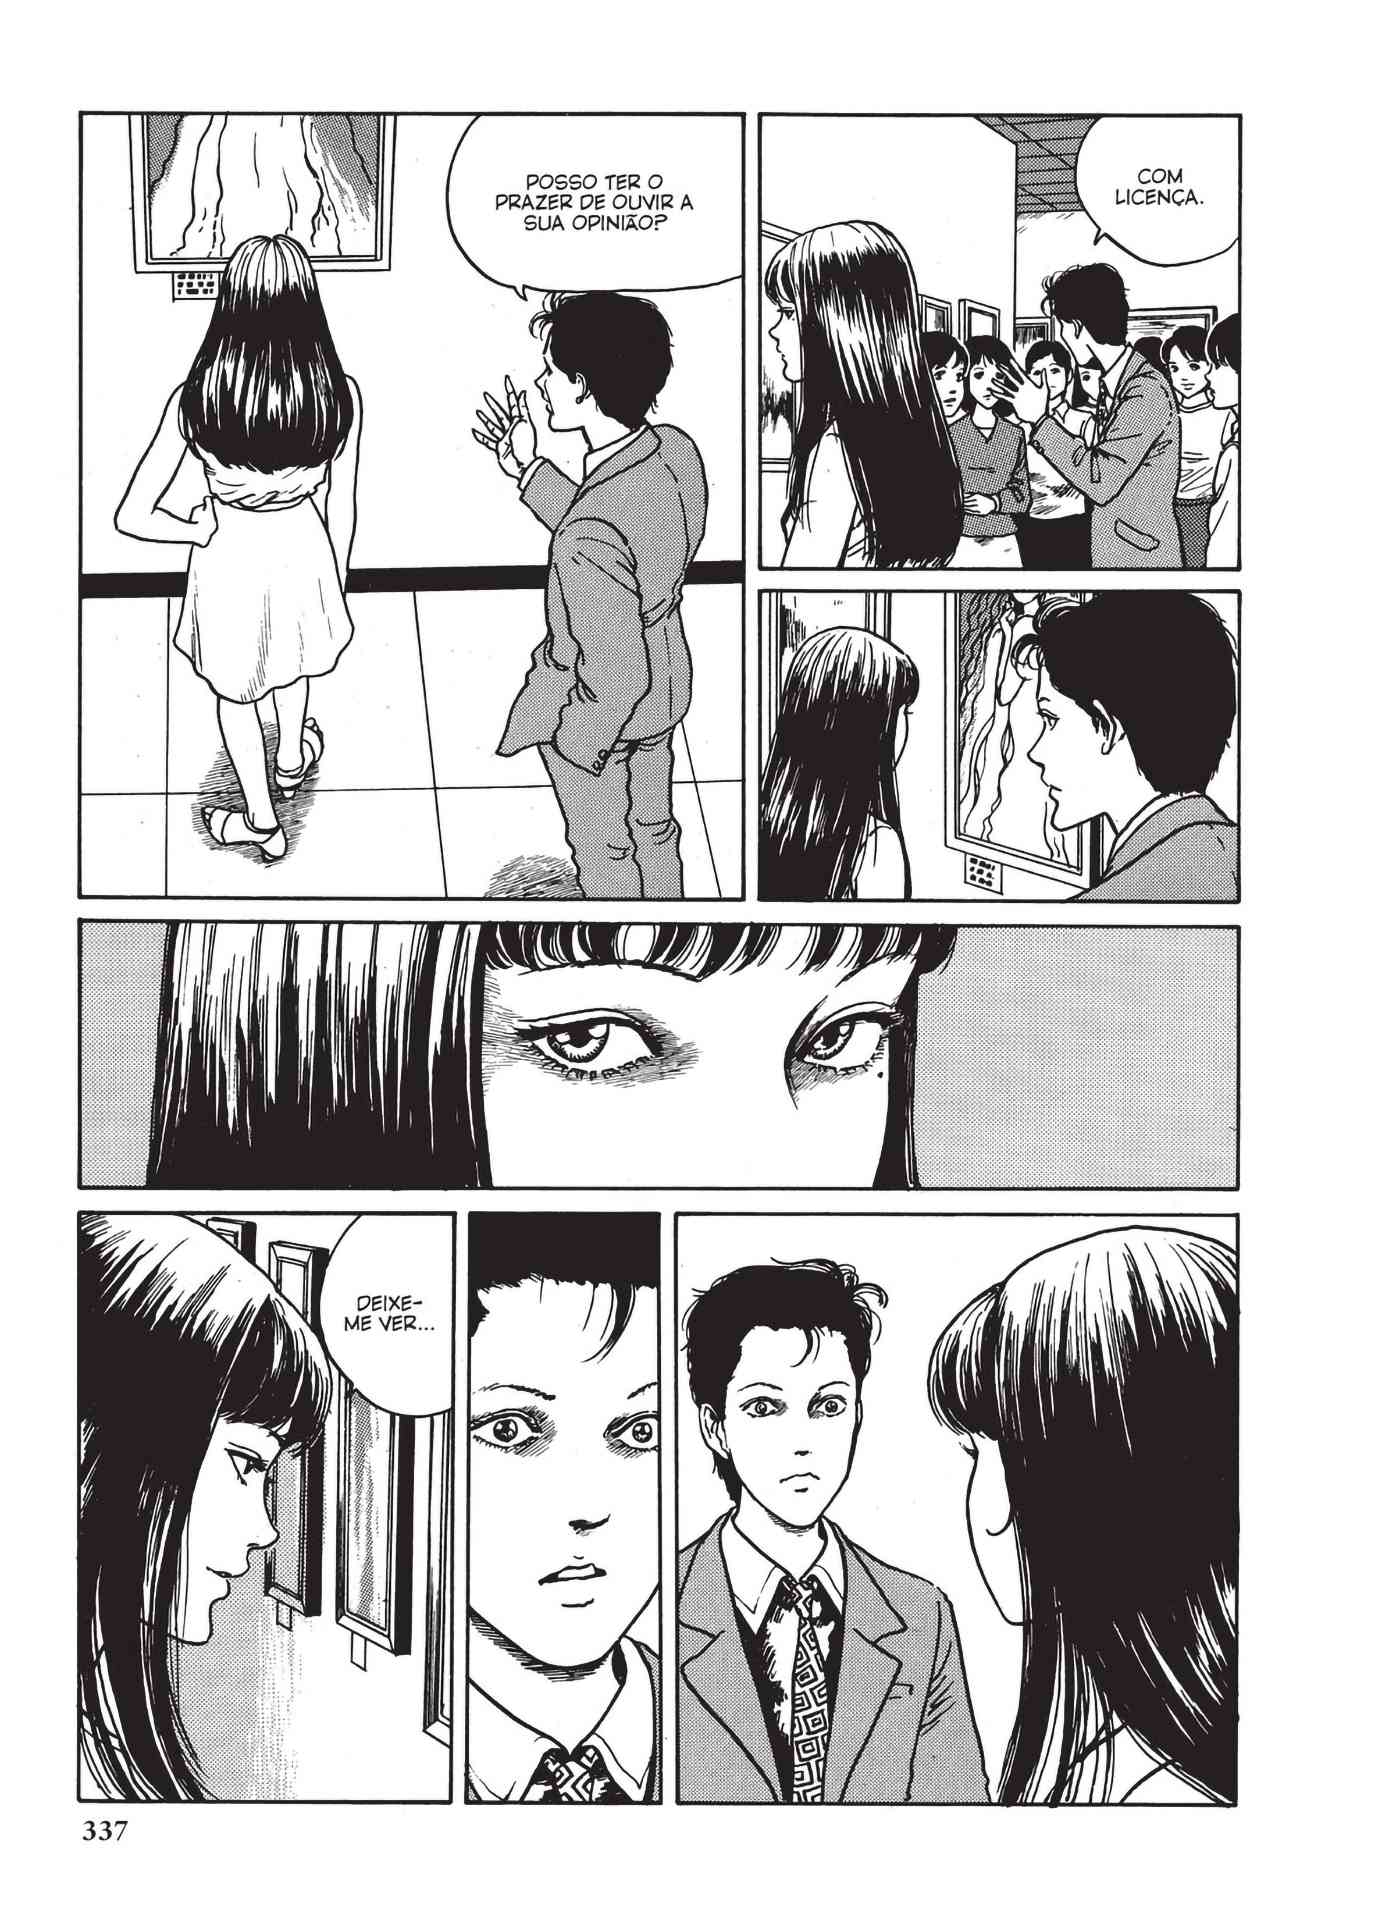 COM
LICENÇA.
POSSO TER O
PRAZER DE OUVIR A
SUA OPINIÃO?
DEIXE-
ME VER...
337